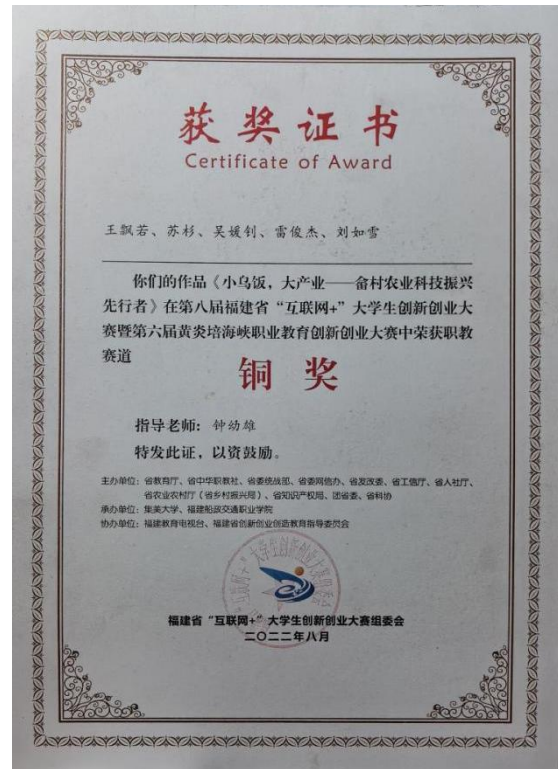 获奖证书
Certificate of Award
王飘若、苏杉、吴媛钊、雷俊杰、刘如雪
你们的作品《小乌饭，大产业——畲村农业科技振兴
先行者》在第八届福建省“互联网+”大学生创新创业大
赛暨第六届黄炎培海峡职业教育创新创业大赛中荣获职教
赛道
铜奖
指导老师：钟幼雄
特发此证，以资鼓励。
主办单位：省教育厅、省中华职教社、省委统战部、省委网信办、省发改委、省工信厅、省人社厅、
省农业农村厅（省乡村振兴局）、省知识产权局、团省委、省科协
承办单位：集美大学、福建船政交通职业学院
协办单位：福建教育电视台、福建省创新创业创造教育指导委员会
福建省“互联网+”大学生创新创业大赛组委会
二〇二二年八月